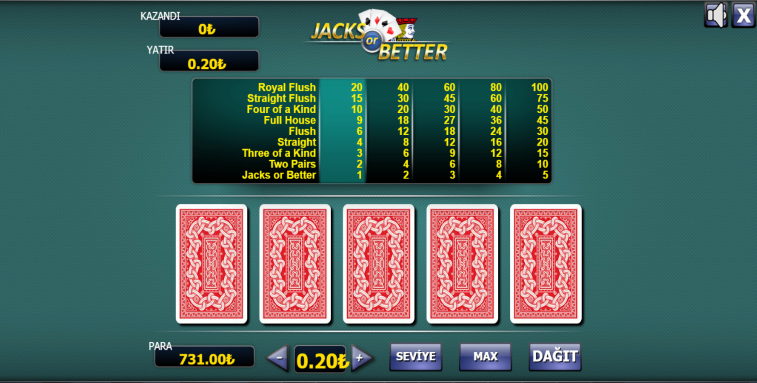 KAZANDI
0₺
YATIR
0.20₺
JACKS
or
BETTER
X
Royal Flush 20 40 60 80 100
Straight Flush 15 30 45 60 75
Four of a Kind 10 20 30 40 50
Full House 9 18 27 36 45
Flush 6 12 18 24 30
Straight 4 8 12 16 20
Three of a Kind 3 6 9 12 15
Two Pairs 2 4 6 8 10
Jacks or Better 1 2 3 4 5
PARA
731.00₺
- 0.20₺ + SEVİYE MAX DAĞIT